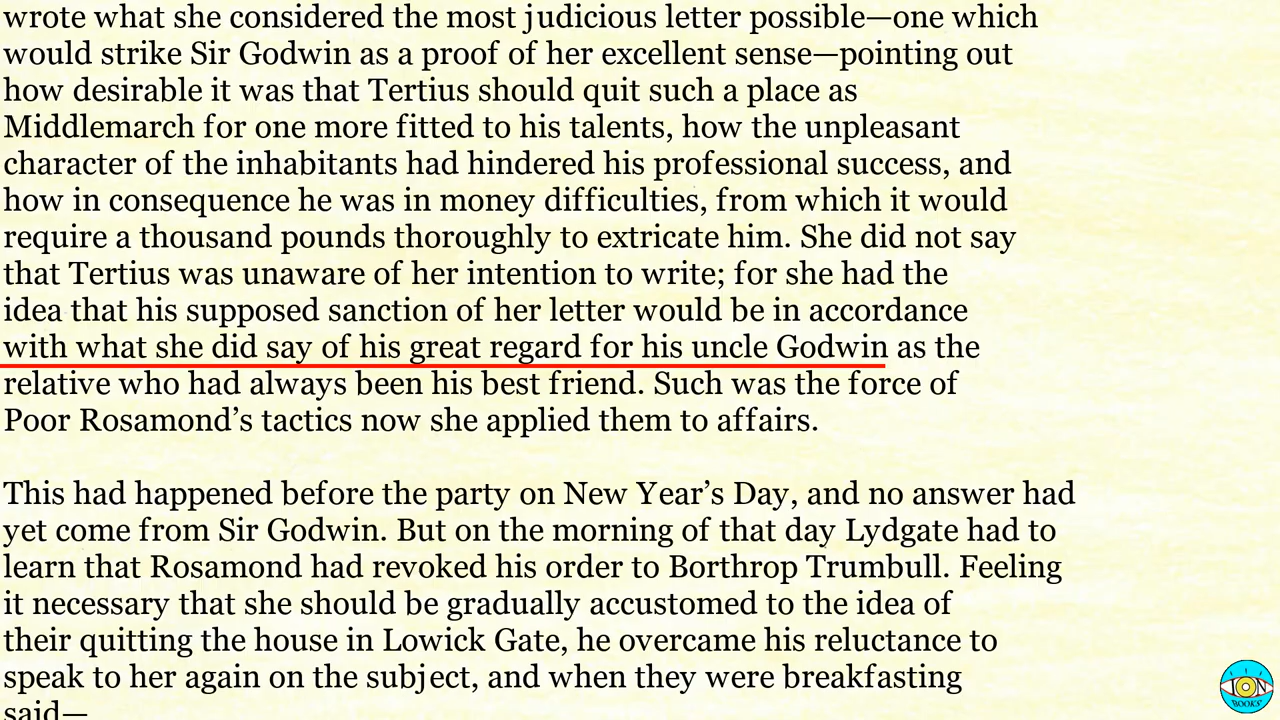 wrote what she considered the most judicious letter possible—one which
would strike Sir Godwin as a proof of her excellent sense—pointing out
how desirable it was that Tertius should quit such a place as
Middlemarch for one more fitted to his talents, how the unpleasant
character of the inhabitants had hindered his professional success, and
how in consequence he was in money difficulties, from which it would
require a thousand pounds thoroughly to extricate him. She did not say
that Tertius was unaware of her intention to write; for she had the
idea that his supposed sanction of her letter would be in accordance
with what she did say of his great regard for his uncle Godwin as the
relative who had always been his best friend. Such was the force of
Poor Rosamond’s tactics now she applied them to affairs.
This had happened before the party on New Year’s Day, and no answer had
yet come from Sir Godwin. But on the morning of that day Lydgate had to
learn that Rosamond had revoked his order to Borthrop Trumbull. Feeling
it necessary that she should be gradually accustomed to the idea of
their quitting the house in Lowick Gate, he overcame his reluctance to
speak to her again on the subject, and when they were breakfasting
said—
ION
BOOKS